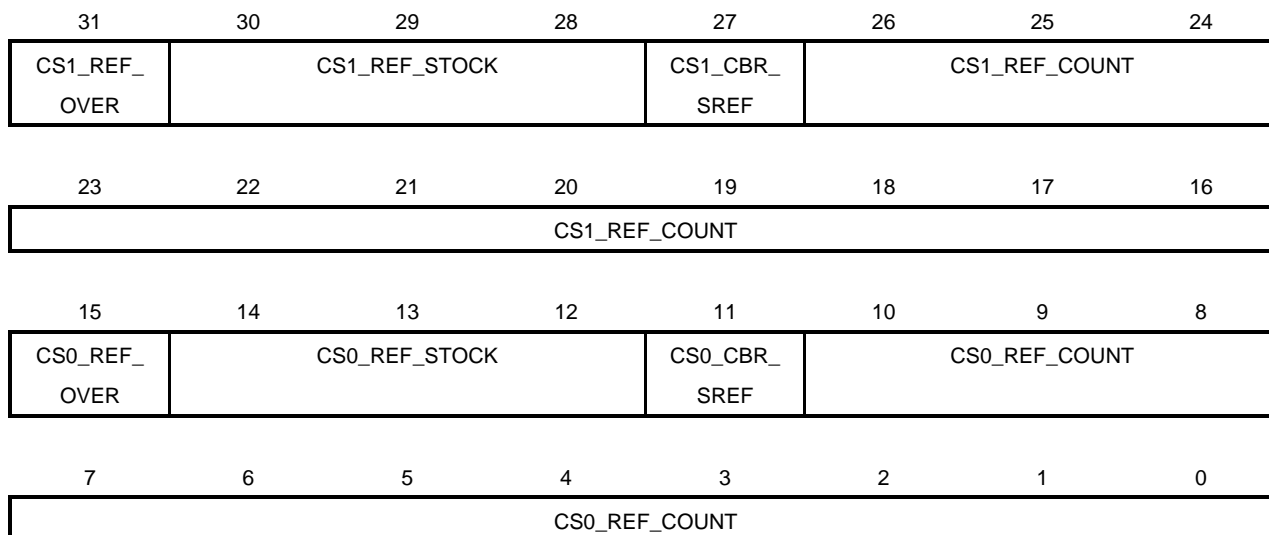 31 30 29 28 27 26 25 24
CS1_REF_ CS1_REF_STOCK CS1_CBR_ CS1_REF_COUNT
OVER SREF
23 22 21 20 19 18 17 16
CS1_REF_COUNT
15 14 13 12 11 10 9 8
CS0_REF_ CS0_REF_STOCK CS0_CBR_ CS0_REF_COUNT
OVER SREF
7 6 5 4 3 2 1 0
CS0_REF_COUNT